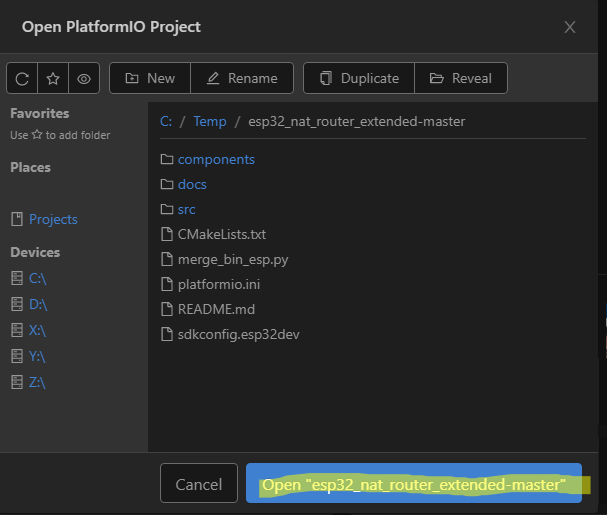 Open PlatformIO Project
New Rename Duplicate Reveal
Favorites
Use ☆ to add folder
Places
Projects
Devices
C:\
D:\
X:\
Y:\
Z:\
C: / Temp / esp32_nat_router_extended-master
components
docs
src
CMakeLists.txt
merge_bin_esp.py
platformio.ini
README.md
sdkconfig.esp32dev
Cancel Open "esp32_nat_router_extended-master"